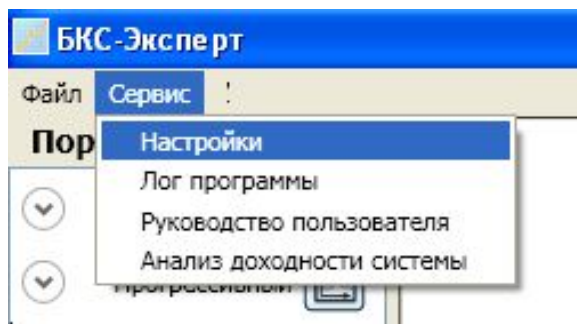 БКС-Эксперт
Файл Сервис
Пор
Настройки
Лог программы
Руководство пользователя
Анализ доходности системы
Прогрессивный